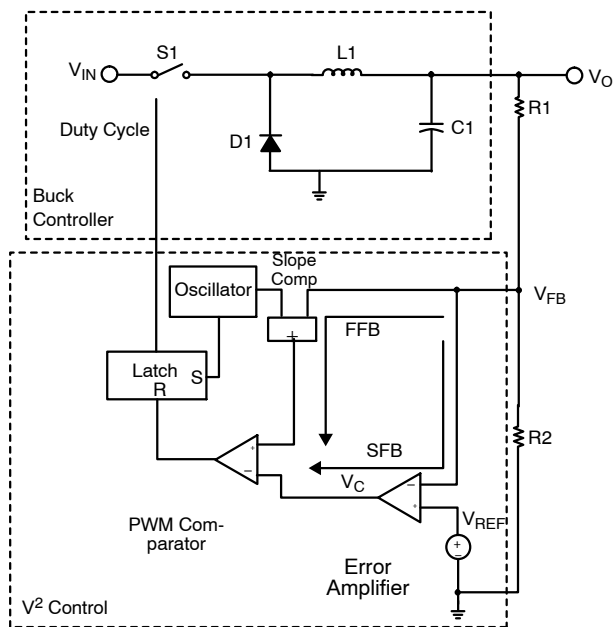 S1
L1
V_IN
V_O
R1
Duty Cycle
D1
C1
Buck
Controller
Slope
Comp
Oscillator
V_FB
+
FFB
Latch
S
R
R2
+
−
SFB
V_C
−
+
V_REF
PWM Com-
parator
+
−
Error
Amplifier
V² Control